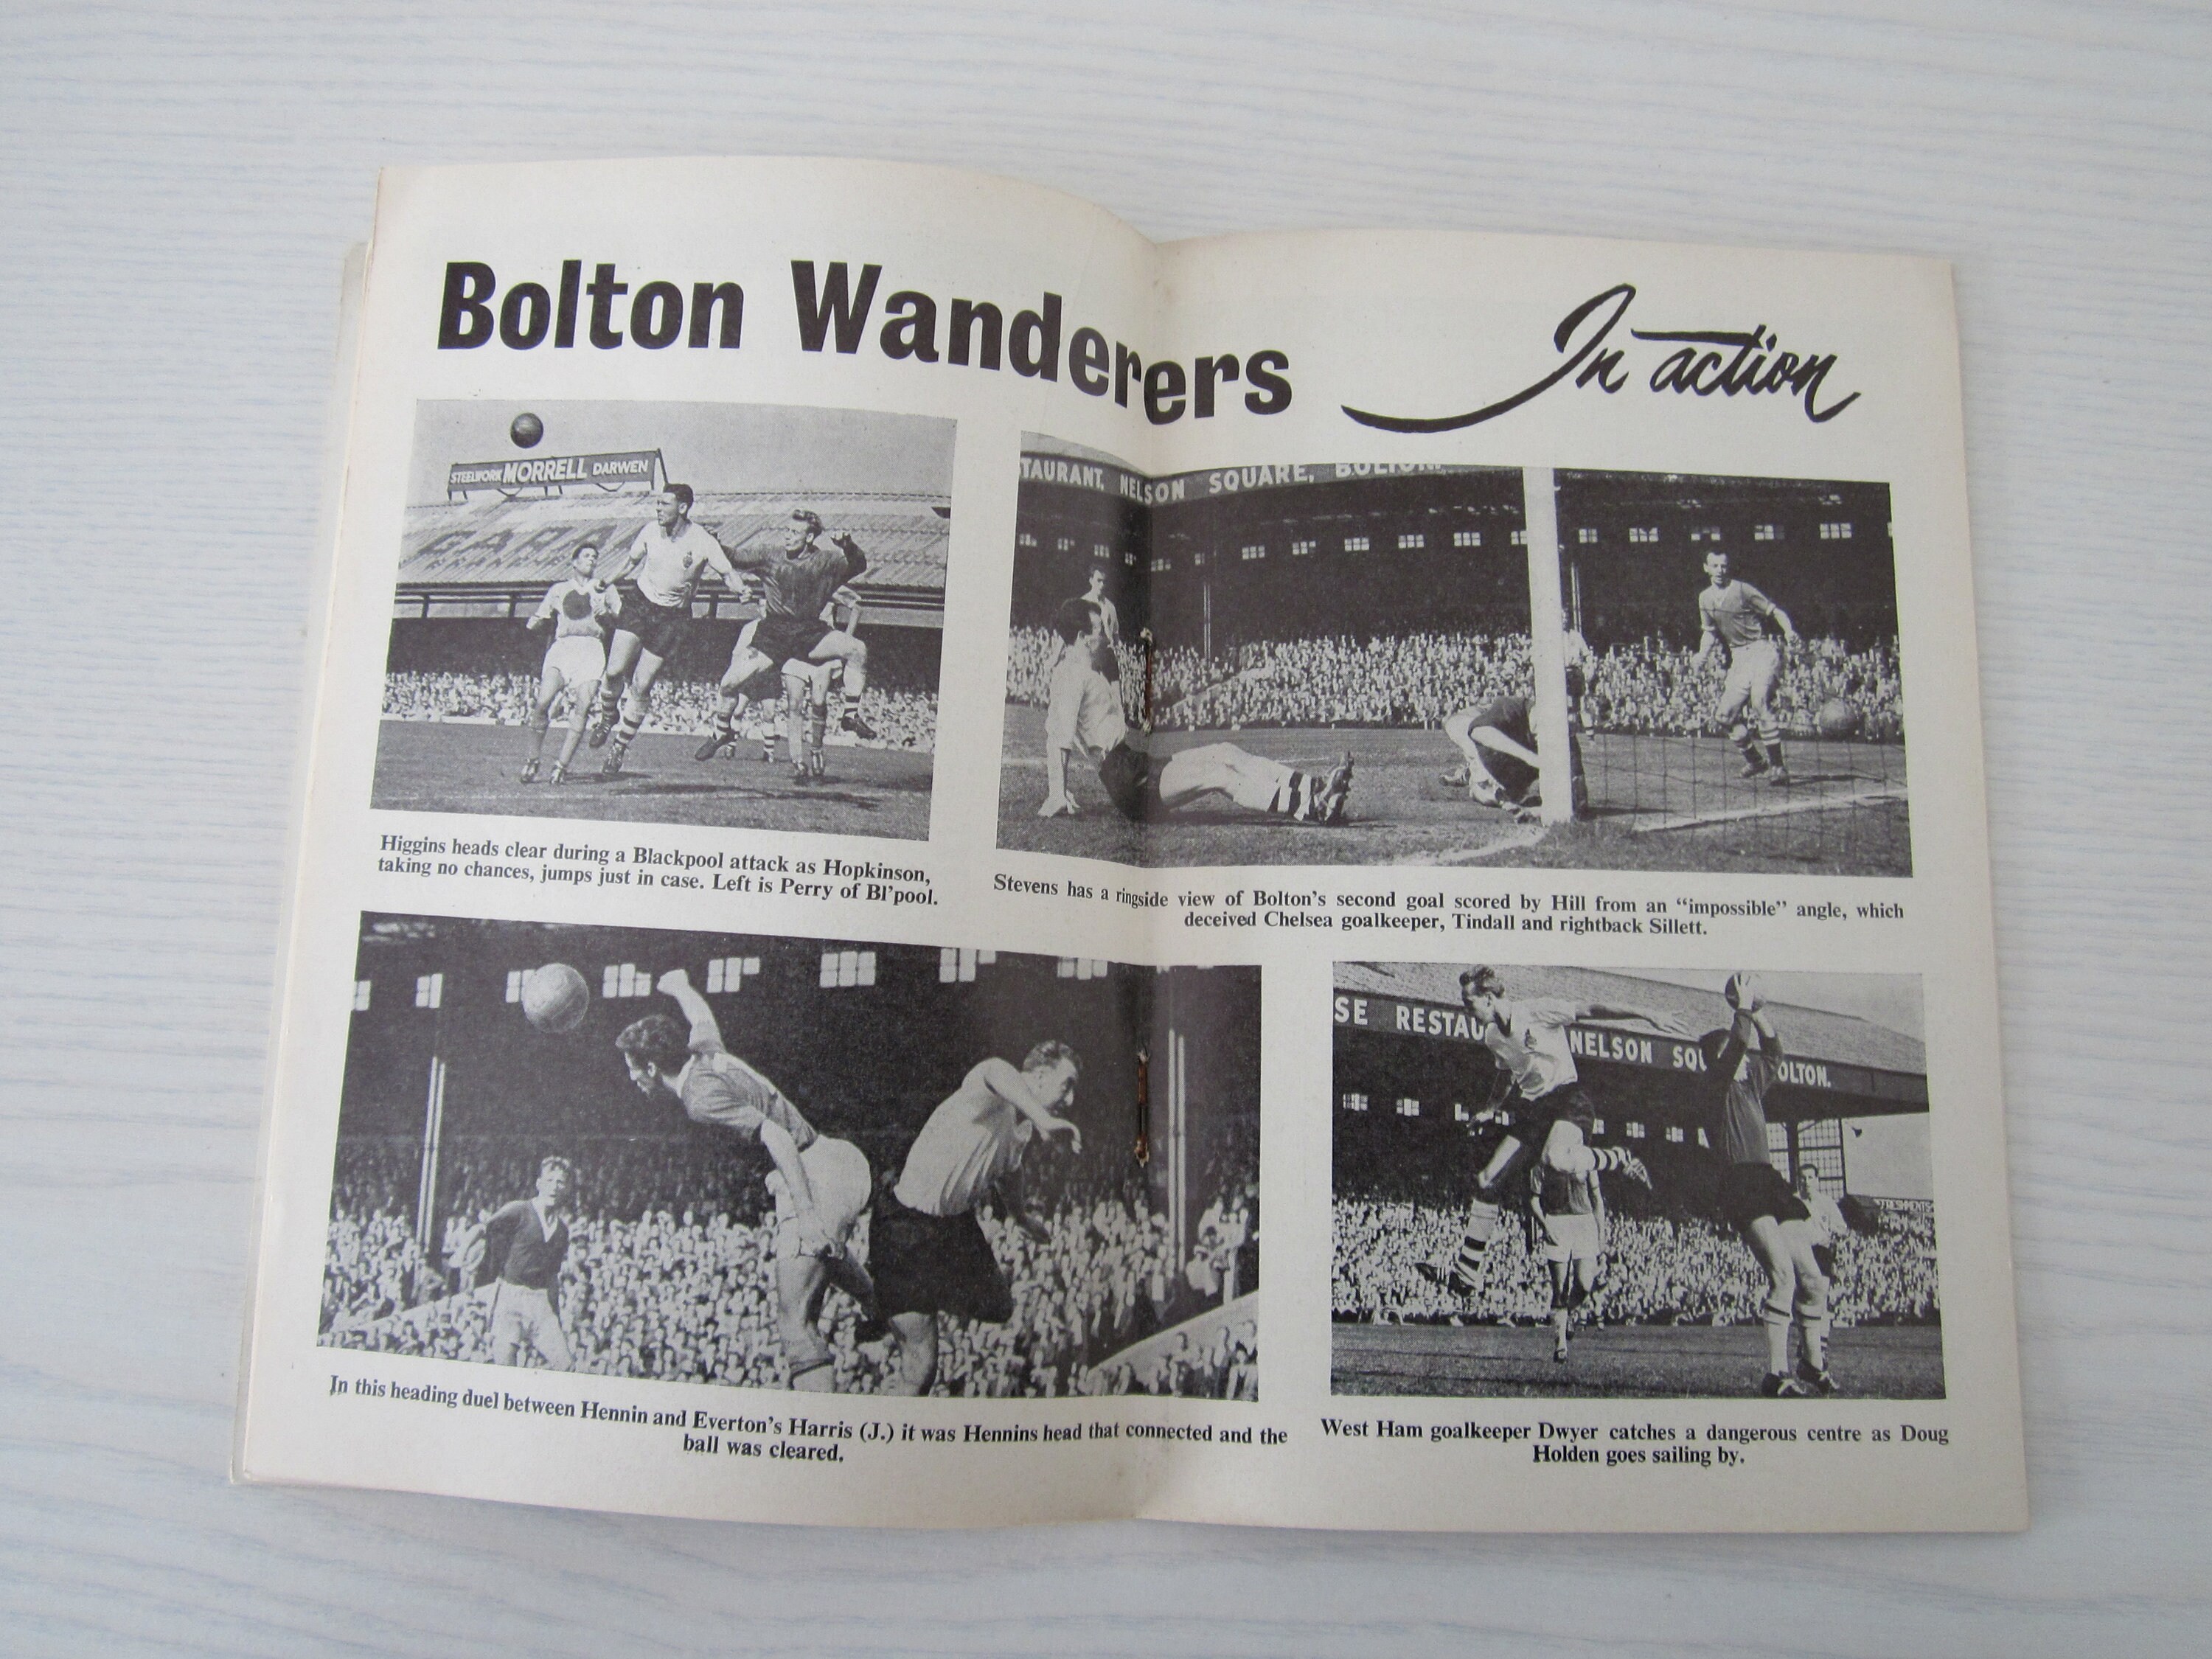 Bolton Wanderers In action
STEELWORK MORRELL DARWEN
TAURANT, NELSON SQUARE, BOLTON.
Higgins heads clear during a Blackpool attack as Hopkinson,
taking no chances, jumps just in case. Left is Perry of Bl'pool.
Stevens has a ringside view of Bolton's second goal scored by Hill from an "impossible" angle, which
deceived Chelsea goalkeeper, Tindall and rightback Sillett.
SE RESTAU NELSON SQU OLTON.
In this heading duel between Hennin and Everton's Harris (J.) it was Hennins head that connected and the
ball was cleared.
West Ham goalkeeper Dwyer catches a dangerous centre as Doug
Holden goes sailing by.